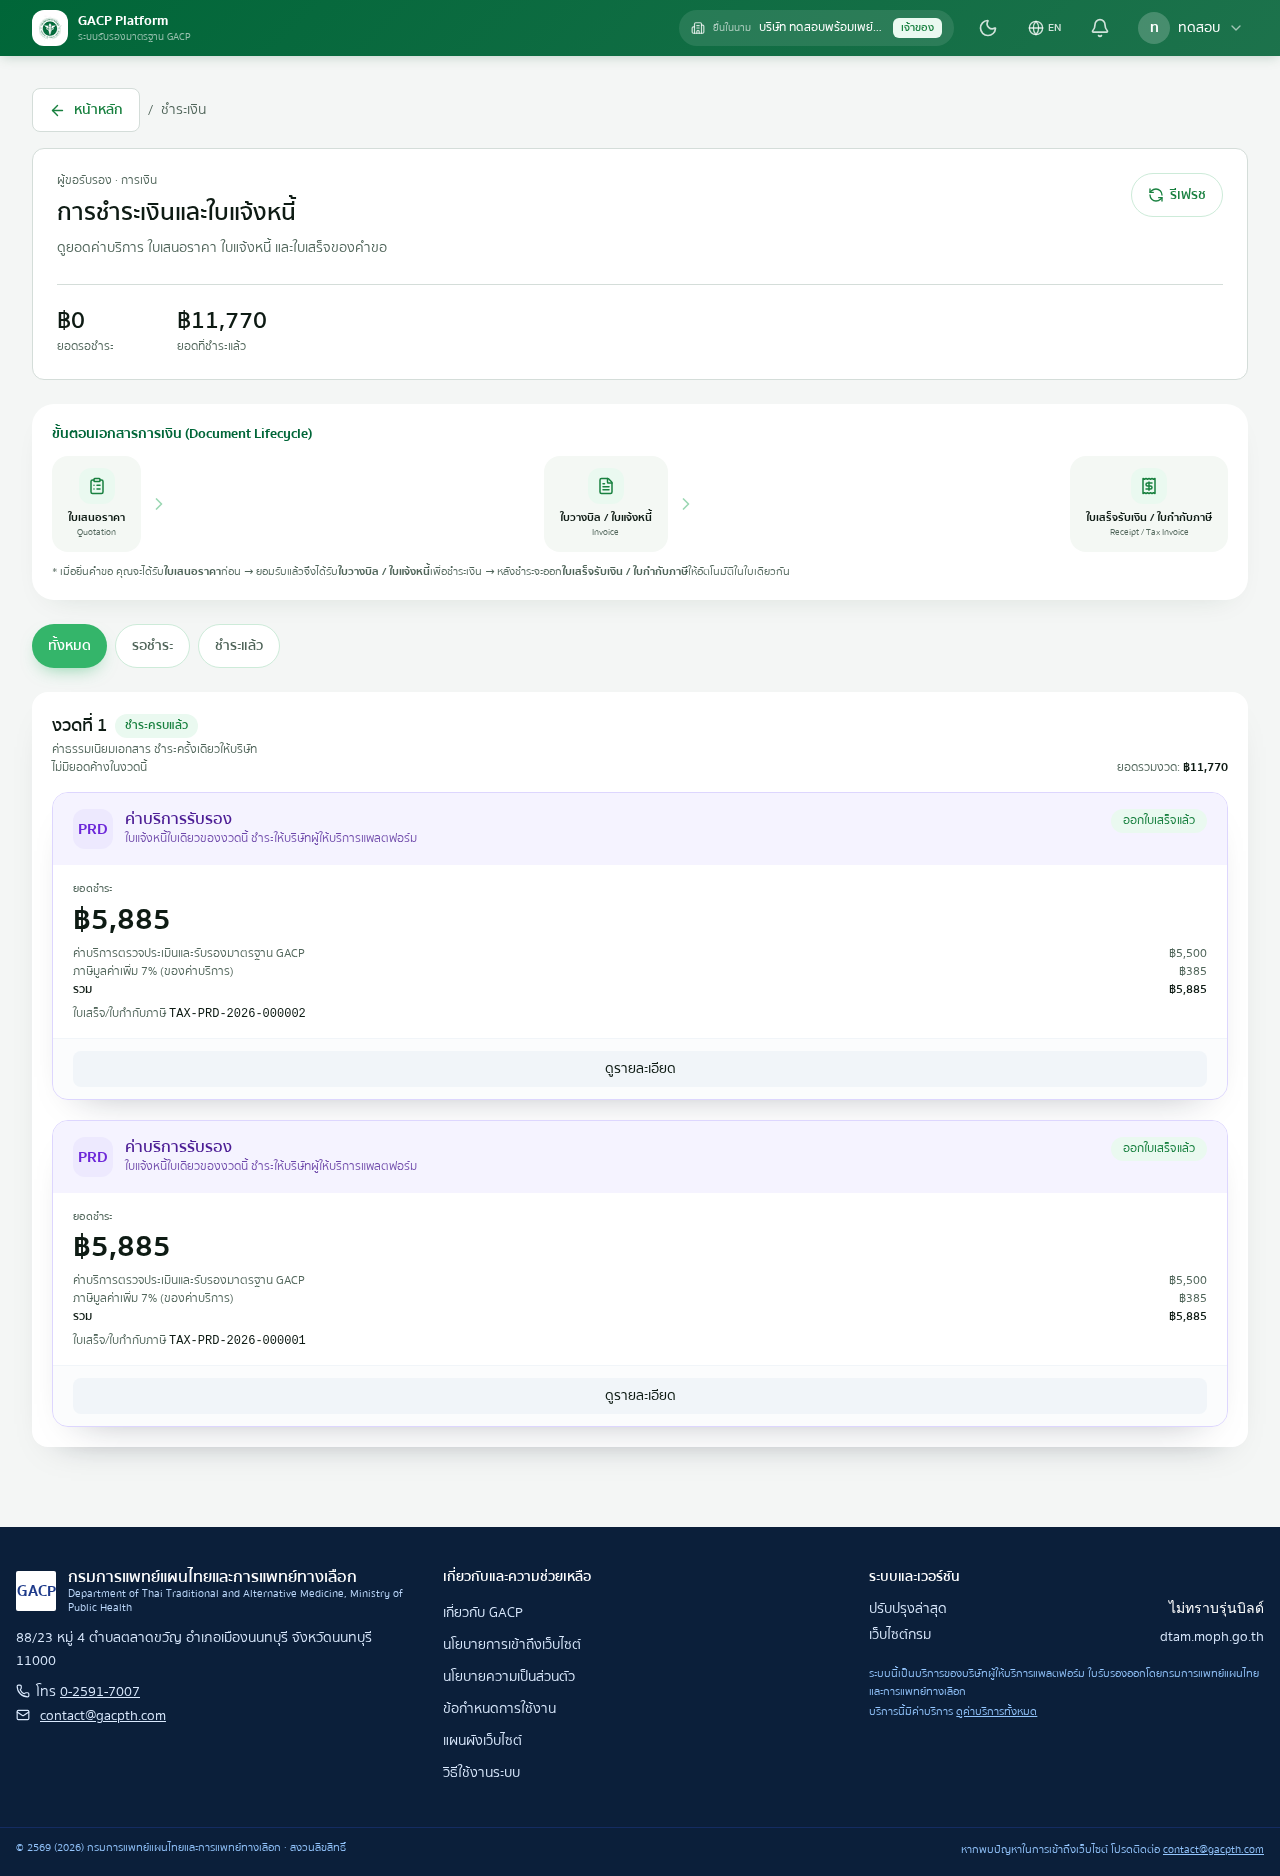 GACP Platform
ระบบรับรองมาตรฐาน GACP
ยื่นในนาม บริษัท ทดสอบพร้อมเพย์... เจ้าของ
EN
ท ทดสอบ
หน้าหลัก / ชำระเงิน
ผู้ขอรับรอง · การเงิน
การชำระเงินและใบแจ้งหนี้
รีเฟรช
ดูยอดค่าบริการ ใบเสนอราคา ใบแจ้งหนี้ และใบเสร็จของคำขอ
฿0 ฿11,770
ยอดรอชำระ ยอดที่ชำระแล้ว
ขั้นตอนเอกสารการเงิน (Document Lifecycle)
ใบเสนอราคา
Quotation
ใบวางบิล / ใบแจ้งหนี้
Invoice
ใบเสร็จรับเงิน / ใบกำกับภาษี
Receipt / Tax Invoice
* เมื่อยื่นคำขอ คุณจะได้รับใบเสนอราคาก่อน → ยอมรับแล้วจึงได้รับใบวางบิล / ใบแจ้งหนี้เพื่อชำระเงิน → หลังชำระจะออกใบเสร็จรับเงิน / ใบกำกับภาษีให้อัตโนมัติในใบเดียวกัน
ทั้งหมด รอชำระ ชำระแล้ว
งวดที่ 1 ชำระครบแล้ว
ค่าธรรมเนียมเอกสาร ชำระครั้งเดียวให้บริษัท
ไม่มียอดค้างในงวดนี้
ยอดรวมงวด: ฿11,770
PRD
ค่าบริการรับรอง
ใบแจ้งหนี้ใบเดียวของงวดนี้ ชำระให้บริษัทผู้ให้บริการแพลตฟอร์ม
ออกใบเสร็จแล้ว
ยอดชำระ
฿5,885
ค่าบริการตรวจประเมินและรับรองมาตรฐาน GACP ฿5,500
ภาษีมูลค่าเพิ่ม 7% (ของค่าบริการ) ฿385
รวม ฿5,885
ใบเสร็จ/ใบกำกับภาษี TAX-PRD-2026-000002
ดูรายละเอียด
PRD
ค่าบริการรับรอง
ใบแจ้งหนี้ใบเดียวของงวดนี้ ชำระให้บริษัทผู้ให้บริการแพลตฟอร์ม
ออกใบเสร็จแล้ว
ยอดชำระ
฿5,885
ค่าบริการตรวจประเมินและรับรองมาตรฐาน GACP ฿5,500
ภาษีมูลค่าเพิ่ม 7% (ของค่าบริการ) ฿385
รวม ฿5,885
ใบเสร็จ/ใบกำกับภาษี TAX-PRD-2026-000001
ดูรายละเอียด
GACP
กรมการแพทย์แผนไทยและการแพทย์ทางเลือก
Department of Thai Traditional and Alternative Medicine, Ministry of
Public Health
88/23 หมู่ 4 ตำบลตลาดขวัญ อำเภอเมืองนนทบุรี จังหวัดนนทบุรี
11000
โทร 0-2591-7007
contact@gacpth.com
เกี่ยวกับและความช่วยเหลือ
เกี่ยวกับ GACP
นโยบายการเข้าถึงเว็บไซต์
นโยบายความเป็นส่วนตัว
ข้อกำหนดการใช้งาน
แผนผังเว็บไซต์
วิธีใช้งานระบบ
ระบบและเวอร์ชัน
ปรับปรุงล่าสุด ไม่ทราบรุ่นบิลด์
เว็บไซต์กรม dtam.moph.go.th
ระบบนี้เป็นบริการของบริษัทผู้ให้บริการแพลตฟอร์ม ใบรับรองออกโดยกรมการแพทย์แผนไทย
และการแพทย์ทางเลือก
บริการนี้มีค่าบริการ ดูค่าบริการทั้งหมด
© 2569 (2026) กรมการแพทย์แผนไทยและการแพทย์ทางเลือก · สงวนลิขสิทธิ์
หากพบปัญหาในการเข้าถึงเว็บไซต์ โปรดติดต่อ contact@gacpth.com